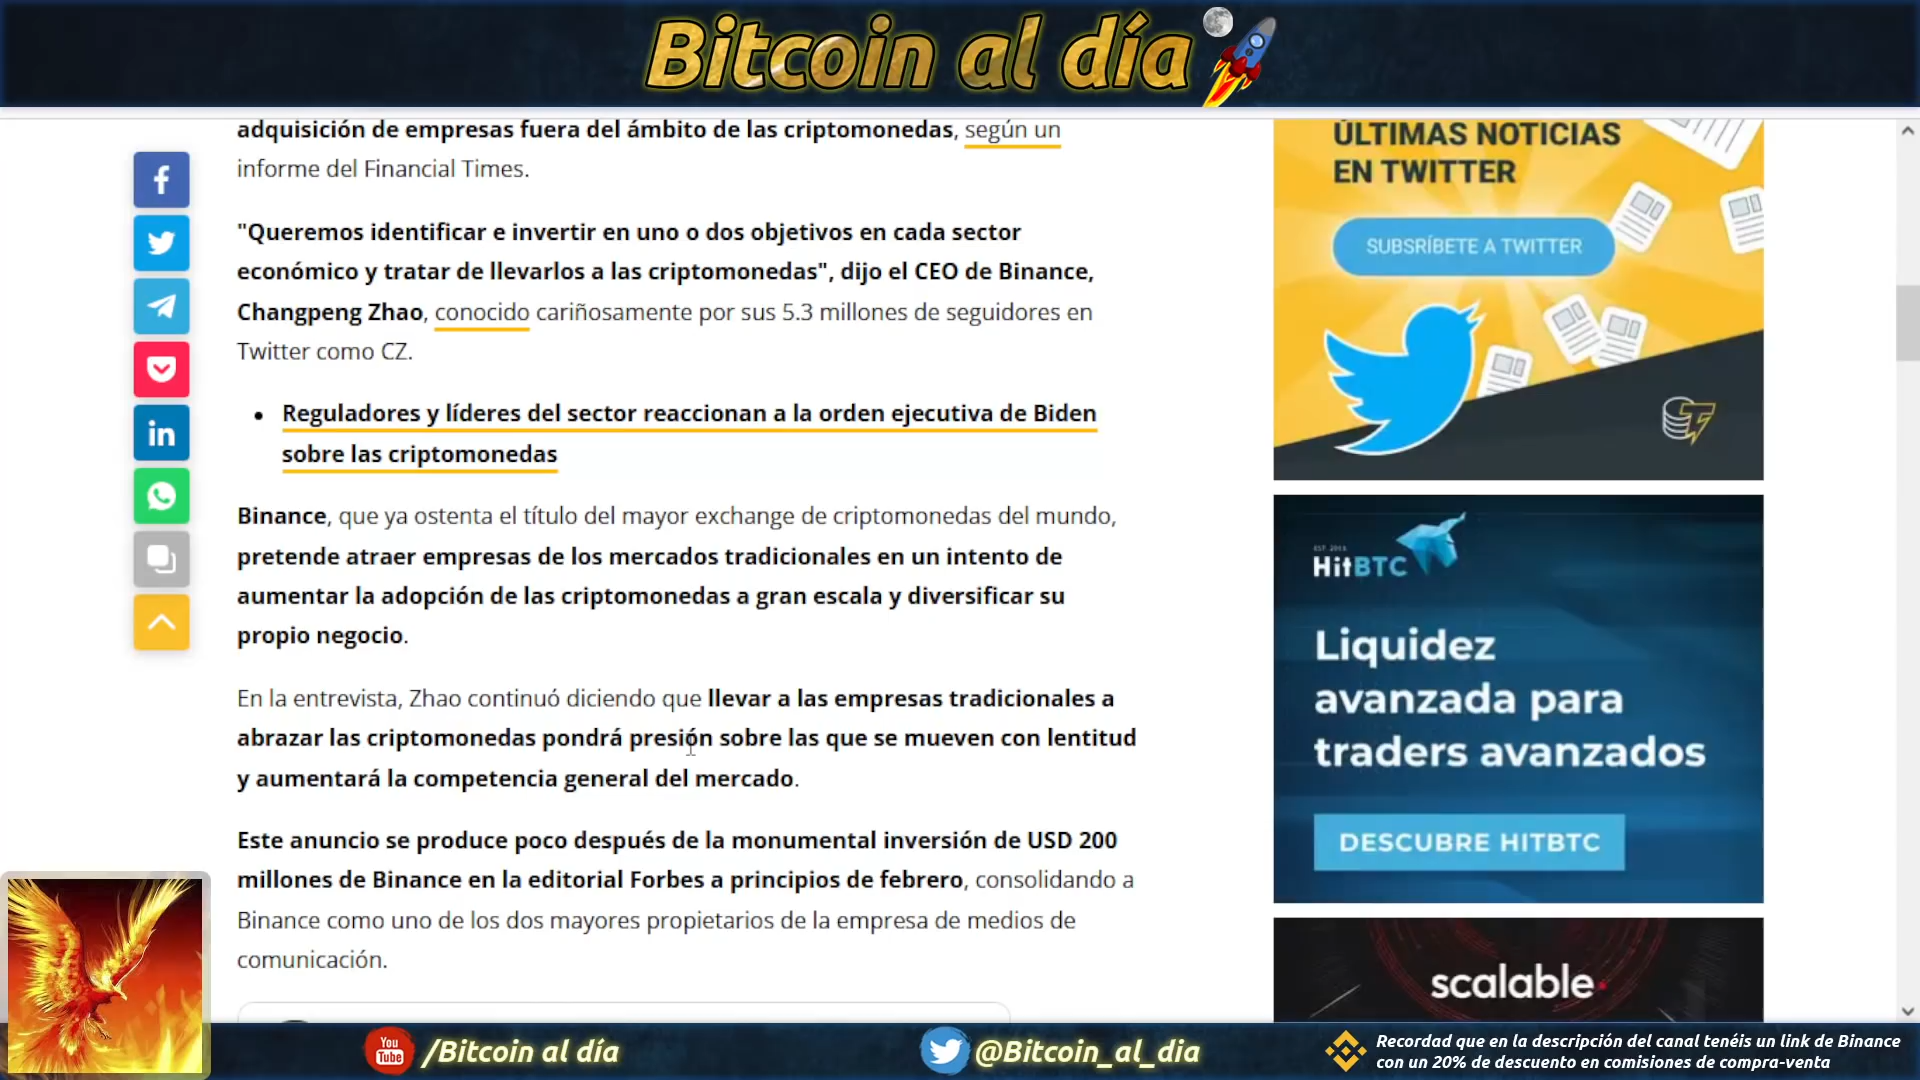 Bitcoin al día
adquisición de empresas fuera del ámbito de las criptomonedas, según un
informe del Financial Times.
"Queremos identificar e invertir en uno o dos objetivos en cada sector
económico y tratar de llevarlos a las criptomonedas", dijo el CEO de Binance,
Changpeng Zhao, conocido cariñosamente por sus 5.3 millones de seguidores en
Twitter como CZ.
Reguladores y líderes del sector reaccionan a la orden ejecutiva de Biden
sobre las criptomonedas
Binance, que ya ostenta el título del mayor exchange de criptomonedas del mundo,
pretende atraer empresas de los mercados tradicionales en un intento de
aumentar la adopción de las criptomonedas a gran escala y diversificar su
propio negocio.
En la entrevista, Zhao continuó diciendo que llevar a las empresas tradicionales a
abrazar las criptomonedas pondrá presión sobre las que se mueven con lentitud
y aumentará la competencia general del mercado.
Este anuncio se produce poco después de la monumental inversión de USD 200
millones de Binance en la editorial Forbes a principios de febrero, consolidando a
Binance como uno de los dos mayores propietarios de la empresa de medios de
comunicación.
ÚLTIMAS NOTICIAS
EN TWITTER
SUBSRÍBETE A TWITTER
EST. 2013
HitBTC
Liquidez
avanzada para
traders avanzados
DESCUBRE HITBTC
scalable
You
Tube
/Bitcoin al día
@Bitcoin_al_dia
Recordad que en la descripción del canal tenéis un link de Binance
con un 20% de descuento en comisiones de compra-venta